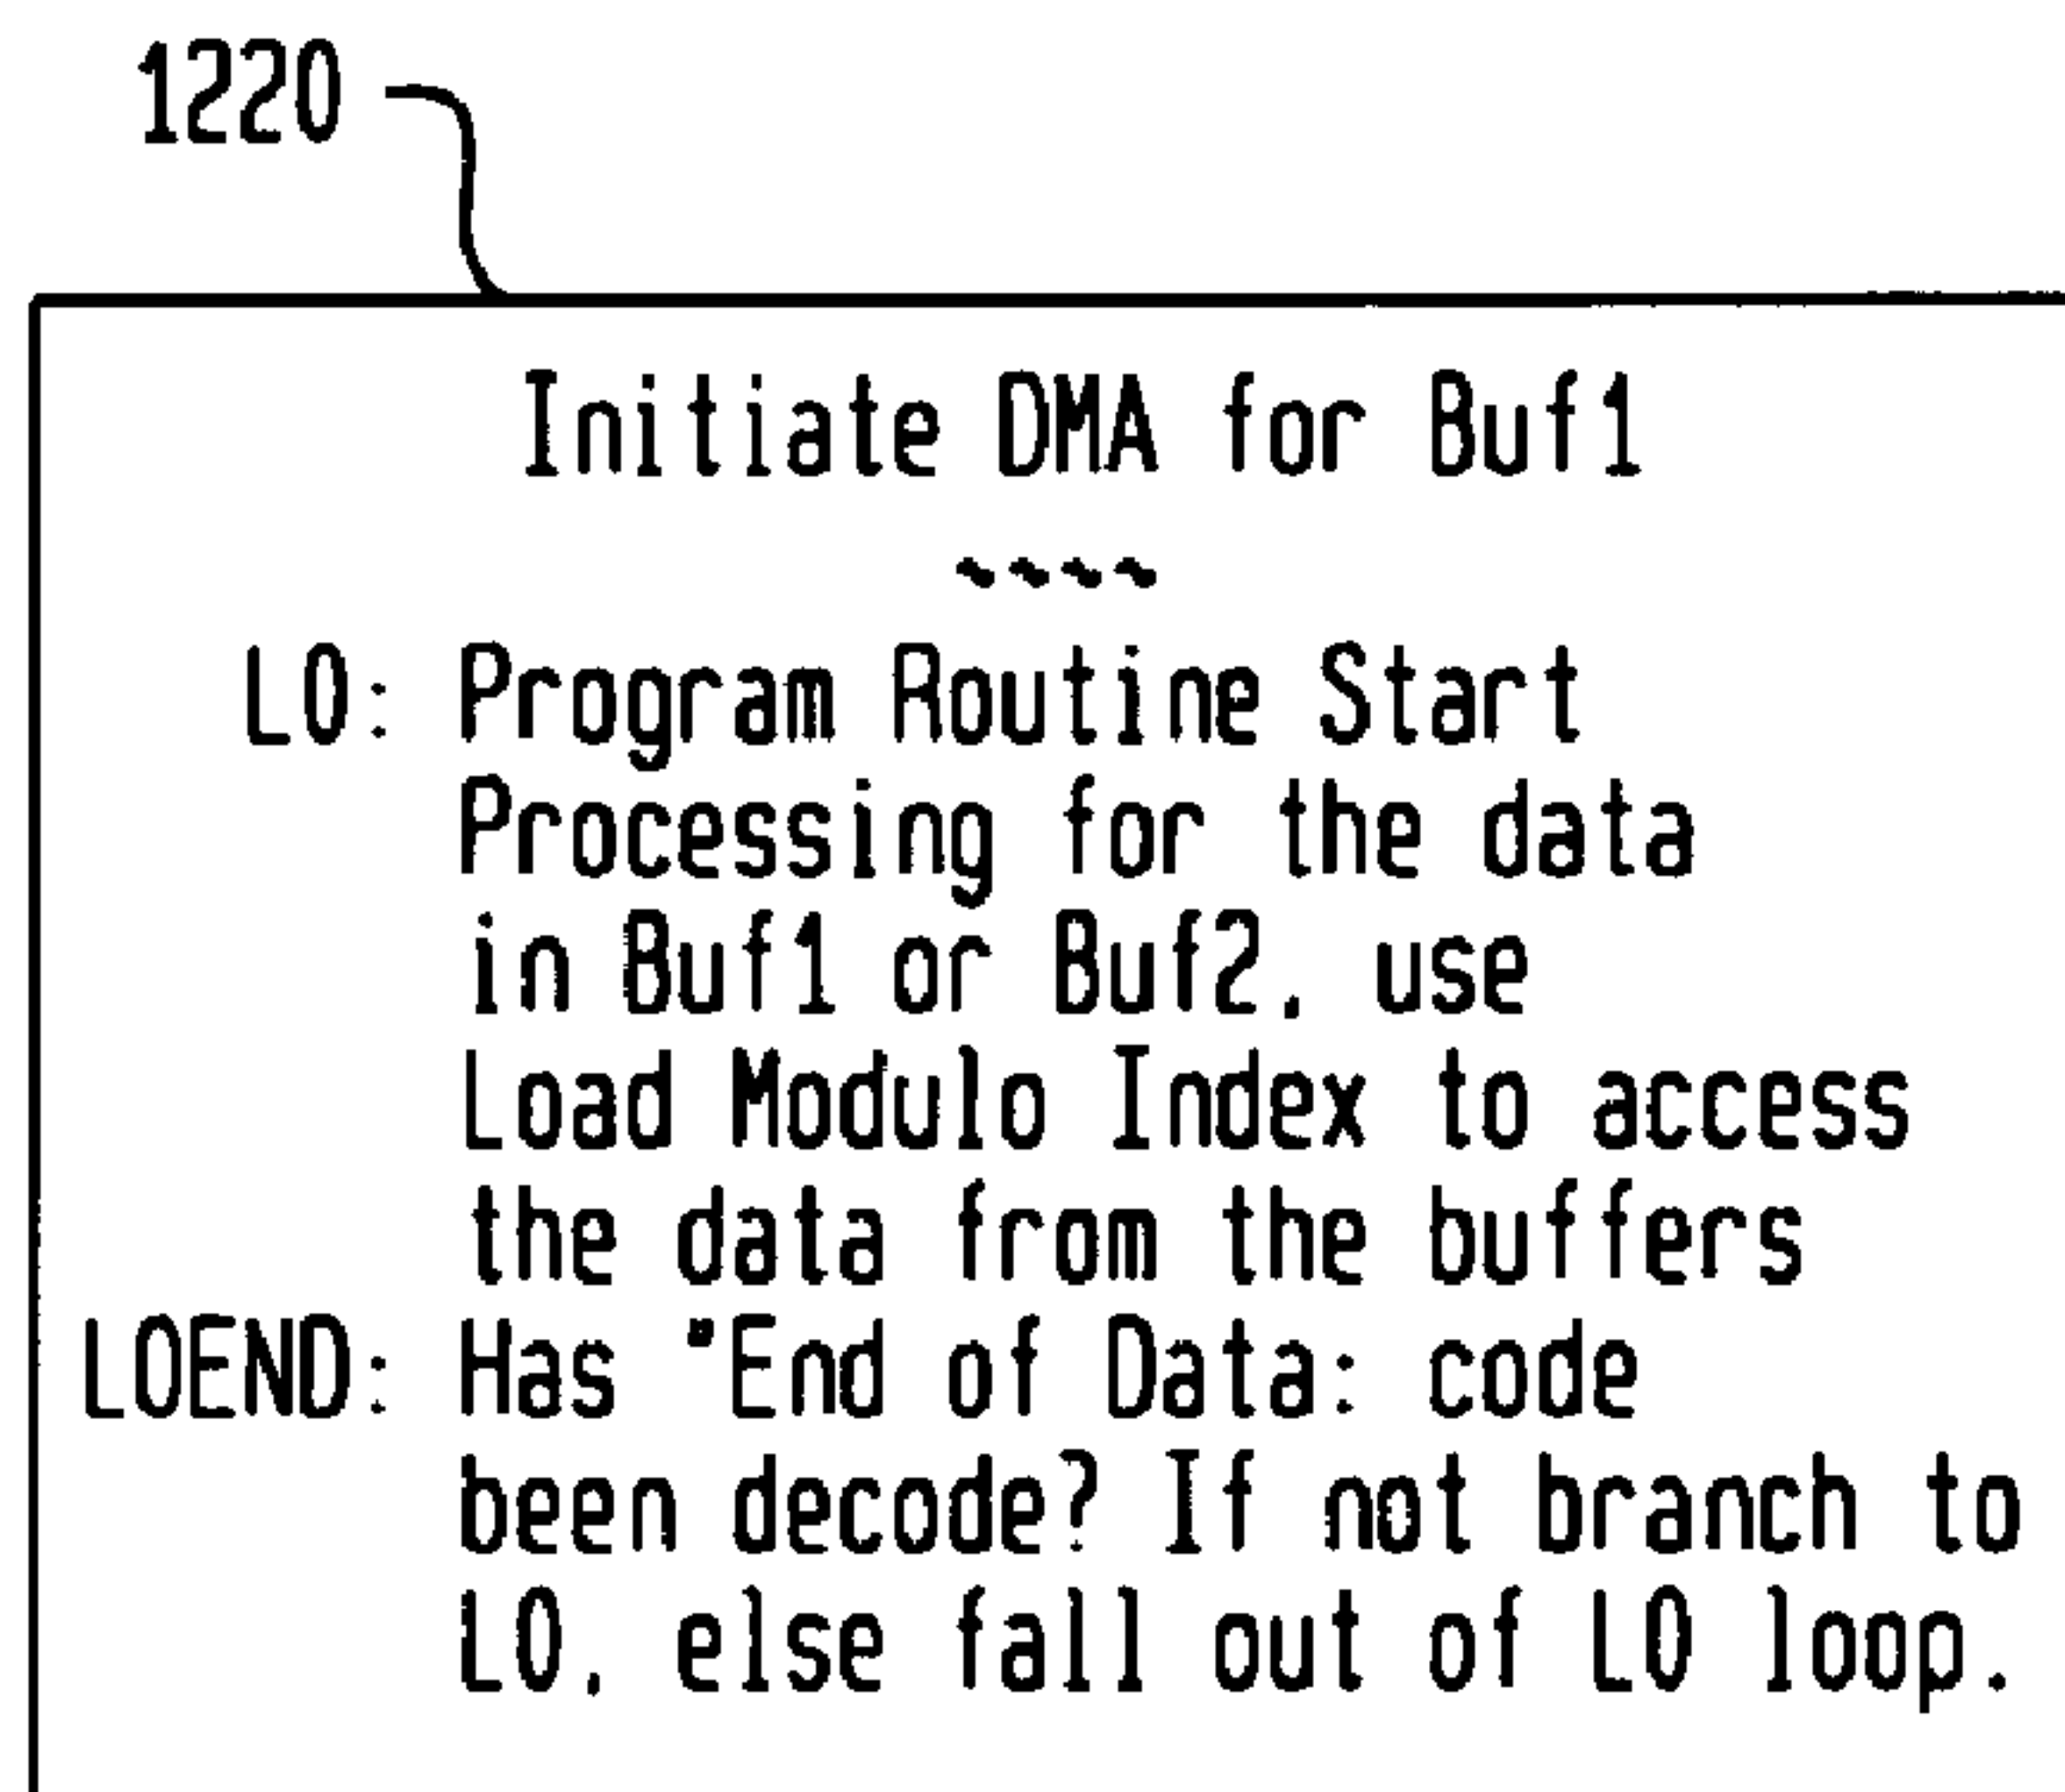 1220
Initiate DMA for Buf1
~~~~
L0: Program Routine Start
Processing for the data
in Buf1 or Buf2, use
Load Modulo Index to access
the data from the buffers
L0END: Has "End of Data: code
been decode? If not branch to
L0, else fall out of L0 loop.